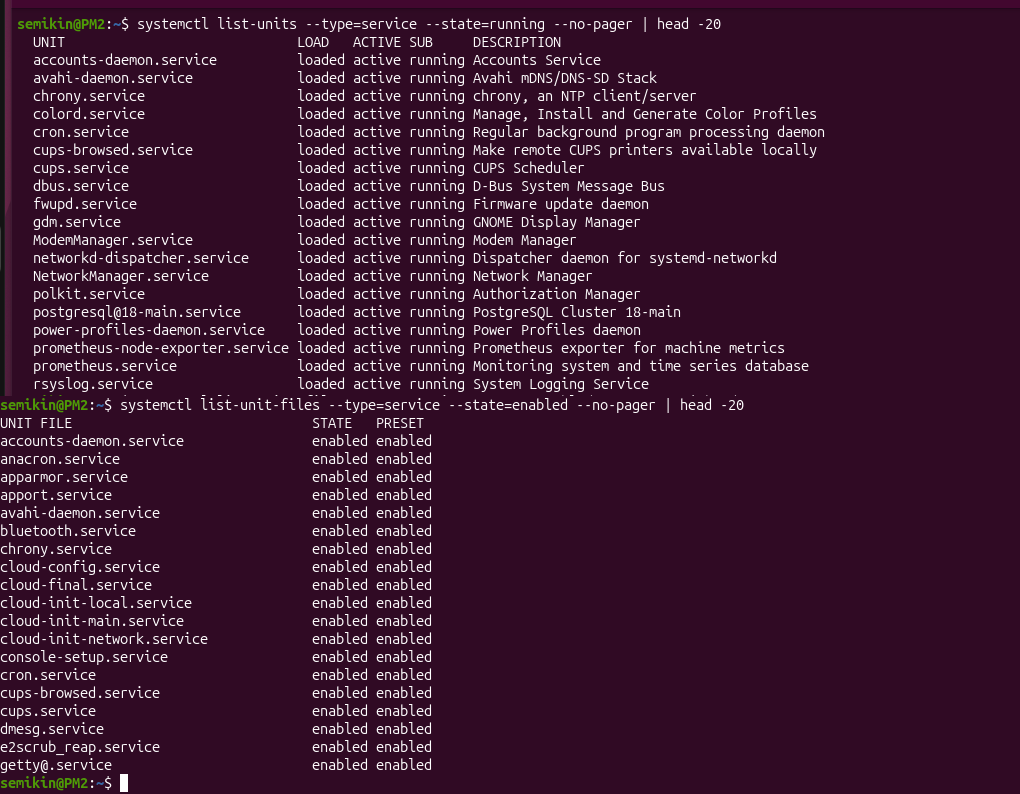 semikin@PM2:~$ systemctl list-units --type=service --state=running --no-pager | head -20
UNIT LOAD ACTIVE SUB DESCRIPTION
accounts-daemon.service loaded active running Accounts Service
avahi-daemon.service loaded active running Avahi mDNS/DNS-SD Stack
chrony.service loaded active running chrony, an NTP client/server
colord.service loaded active running Manage, Install and Generate Color Profiles
cron.service loaded active running Regular background program processing daemon
cups-browsed.service loaded active running Make remote CUPS printers available locally
cups.service loaded active running CUPS Scheduler
dbus.service loaded active running D-Bus System Message Bus
fwupd.service loaded active running Firmware update daemon
gdm.service loaded active running GNOME Display Manager
ModemManager.service loaded active running Modem Manager
networkd-dispatcher.service loaded active running Dispatcher daemon for systemd-networkd
NetworkManager.service loaded active running Network Manager
polkit.service loaded active running Authorization Manager
postgresql@18-main.service loaded active running PostgreSQL Cluster 18-main
power-profiles-daemon.service loaded active running Power Profiles daemon
prometheus-node-exporter.service loaded active running Prometheus exporter for machine metrics
prometheus.service loaded active running Monitoring system and time series database
rsyslog.service loaded active running System Logging Service
semikin@PM2:~$ systemctl list-unit-files --type=service --state=enabled --no-pager | head -20
UNIT FILE STATE PRESET
accounts-daemon.service enabled enabled
anacron.service enabled enabled
apparmor.service enabled enabled
apport.service enabled enabled
avahi-daemon.service enabled enabled
bluetooth.service enabled enabled
chrony.service enabled enabled
cloud-config.service enabled enabled
cloud-final.service enabled enabled
cloud-init-local.service enabled enabled
cloud-init-main.service enabled enabled
cloud-init-network.service enabled enabled
console-setup.service enabled enabled
cron.service enabled enabled
cups-browsed.service enabled enabled
cups.service enabled enabled
dmesg.service enabled enabled
e2scrub_reap.service enabled enabled
getty@.service enabled enabled
semikin@PM2:~$